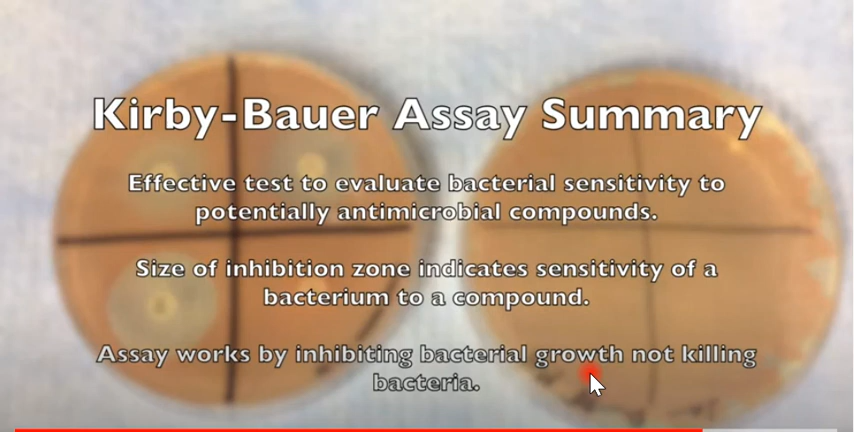 Kirby-Bauer Assay Summary
Effective test to evaluate bacterial sensitivity to
potentially antimicrobial compounds.
Size of inhibition zone indicates sensitivity of a
bacterium to a compound.
Assay works by inhibiting bacterial growth not killing
bacteria.